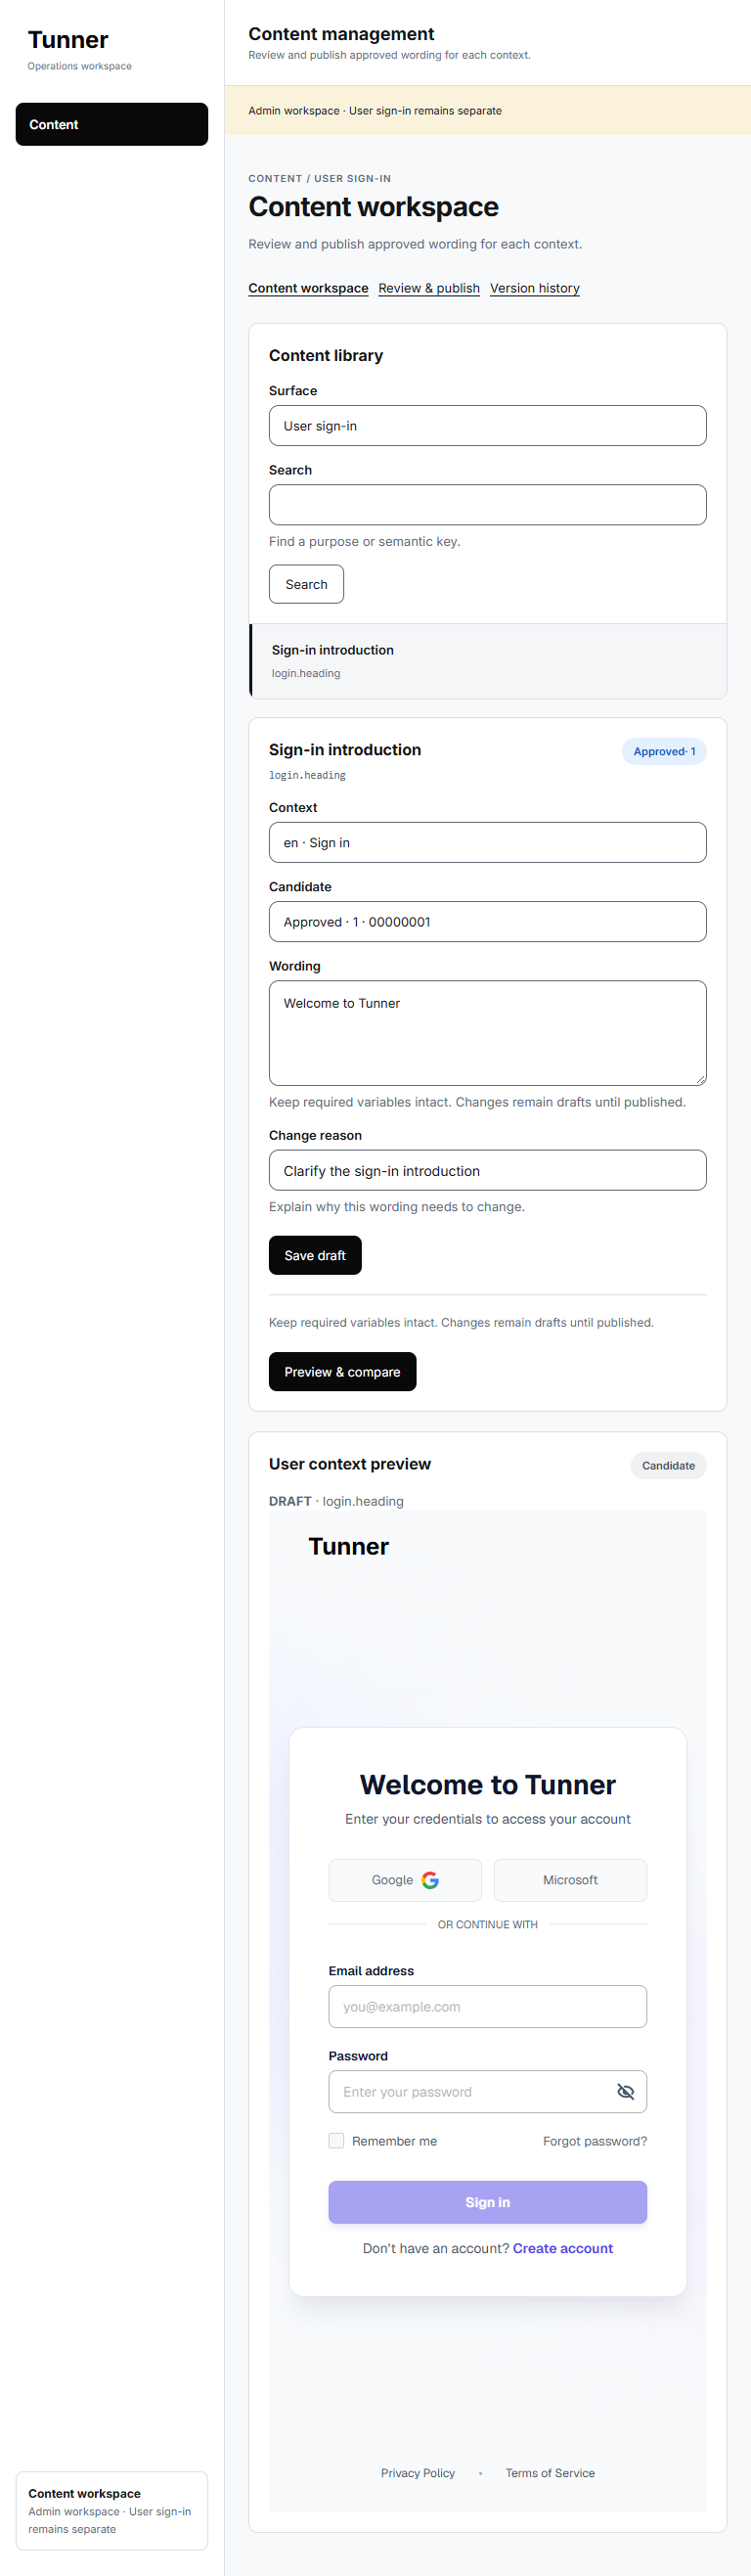 Tunner
Operations workspace
Content
Content management
Review and publish approved wording for each context.
Admin workspace · User sign-in remains separate
CONTENT / USER SIGN-IN
Content workspace
Review and publish approved wording for each context.
Content workspace Review & publish Version history
Content library
Surface
User sign-in
Search
Find a purpose or semantic key.
Search
Sign-in introduction
login.heading
Sign-in introduction
Approved· 1
login.heading
Context
en · Sign in
Candidate
Approved · 1 · 00000001
Wording
Welcome to Tunner
Keep required variables intact. Changes remain drafts until published.
Change reason
Clarify the sign-in introduction
Explain why this wording needs to change.
Save draft
Keep required variables intact. Changes remain drafts until published.
Preview & compare
User context preview
Candidate
DRAFT · login.heading
Tunner
Welcome to Tunner
Enter your credentials to access your account
Google
Microsoft
OR CONTINUE WITH
Email address
you@example.com
Password
Enter your password
Remember me
Forgot password?
Sign in
Don't have an account? Create account
Privacy Policy • Terms of Service
Content workspace
Admin workspace · User sign-in
remains separate